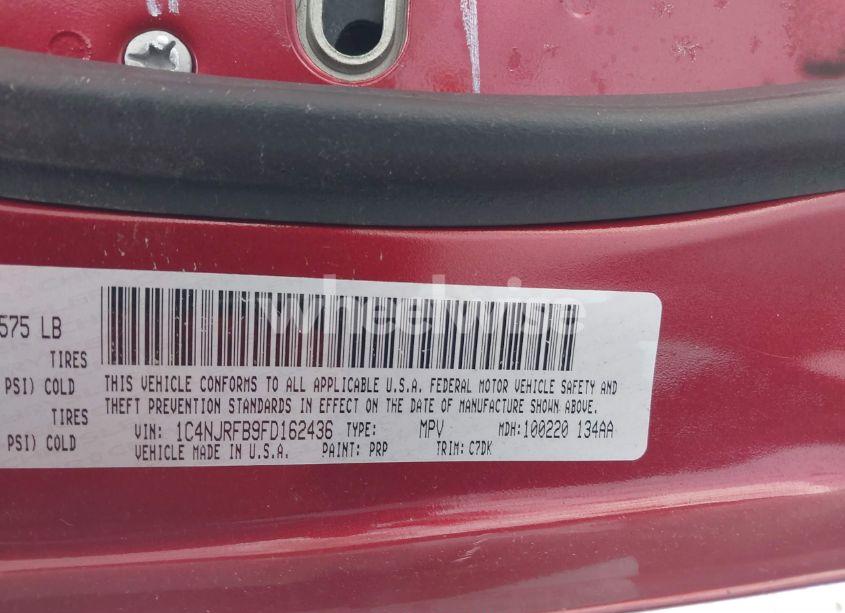 wheelwise
575 LB
TIRES
PSI) COLD
TIRES
PSI) COLD
THIS VEHICLE CONFORMS TO ALL APPLICABLE U.S.A. FEDERAL MOTOR VEHICLE SAFETY AND
THEFT PREVENTION STANDARDS IN EFFECT ON THE DATE OF MANUFACTURE SHOWN ABOVE.
VIN: 1C4NJRFB9FD162436 TYPE: MPV MDH:100220 134AA
VEHICLE MADE IN U.S.A. PAINT: PRP TRIM: C7DK